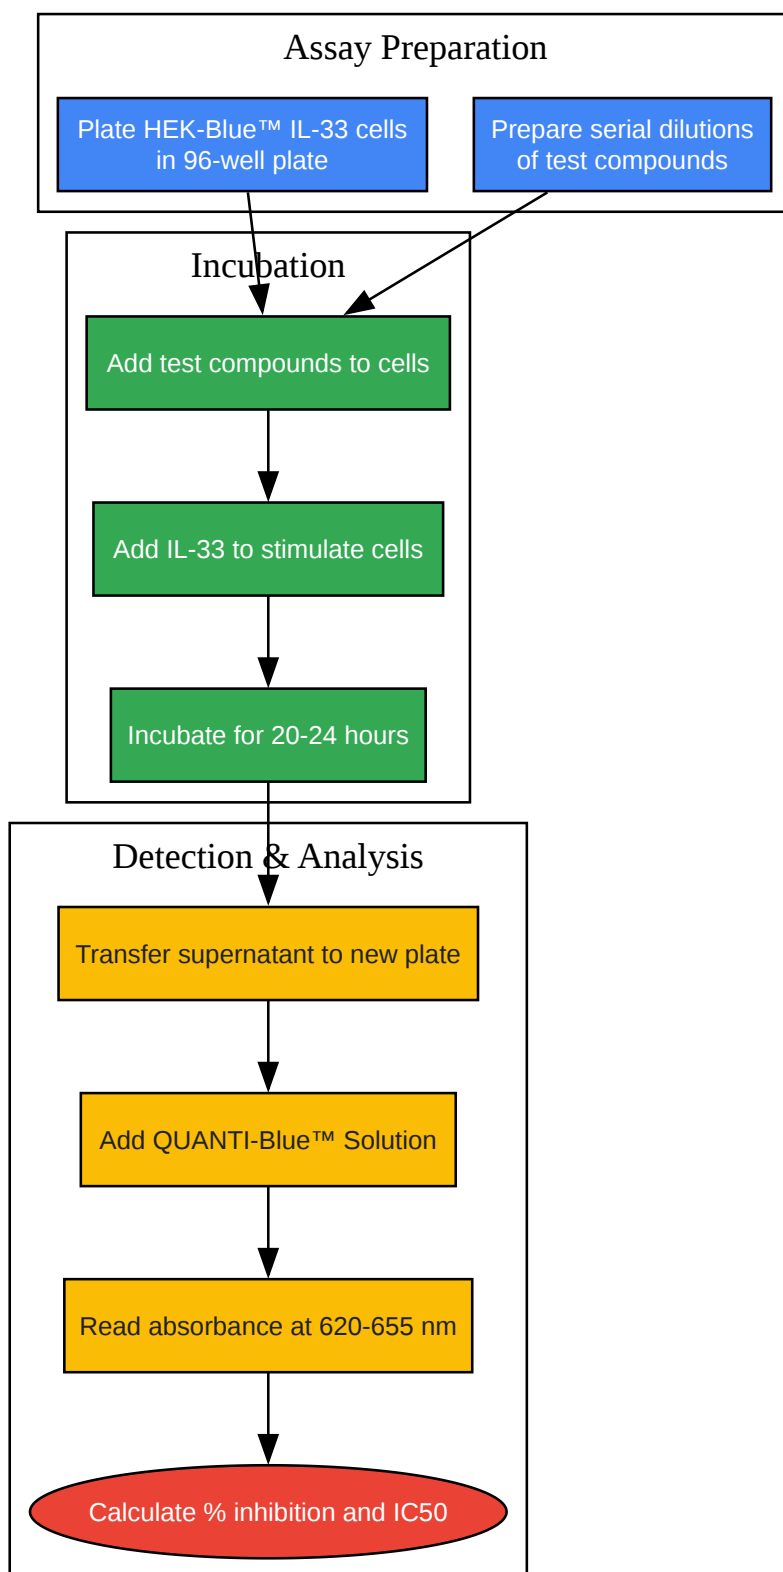 Assay Preparation
Plate HEK-Blue™ IL-33 cells
in 96-well plate
Prepare serial dilutions
of test compounds
Incubation
Add test compounds to cells
Add IL-33 to stimulate cells
Incubate for 20-24 hours
Detection & Analysis
Transfer supernatant to new plate
Add QUANTI-Blue™ Solution
Read absorbance at 620-655 nm
Calculate % inhibition and IC50